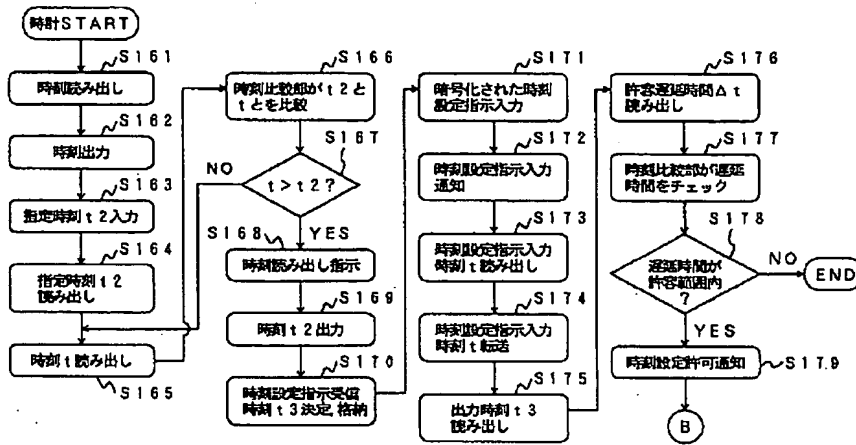 時計START
S161
時刻読み出し
S162
時刻出力
S163
指定時刻t2入力
S164
指定時刻t2
読み出し
時刻t読み出し
S165
S166
時刻比較部がt2と
tとを比較
S167
NO
t>t2?
YES
S168
時刻読み出し指示
S169
時刻t2出力
S170
時刻設定指示受信
時刻t3決定,格納
S171
暗号化された時刻
設定指示入力
S172
時刻設定指示入力
通知
S173
時刻設定指示入力
時刻t読み出し
S174
時刻設定指示入力
時刻t転送
S175
出力時刻t3
読み出し
S176
許容遅延時間Δt
読み出し
S177
時刻比較部が遅延
時間をチェック
S178
遅延時間が
許容範囲内
?
NO
END
YES
時刻設定許可通知
S179
B